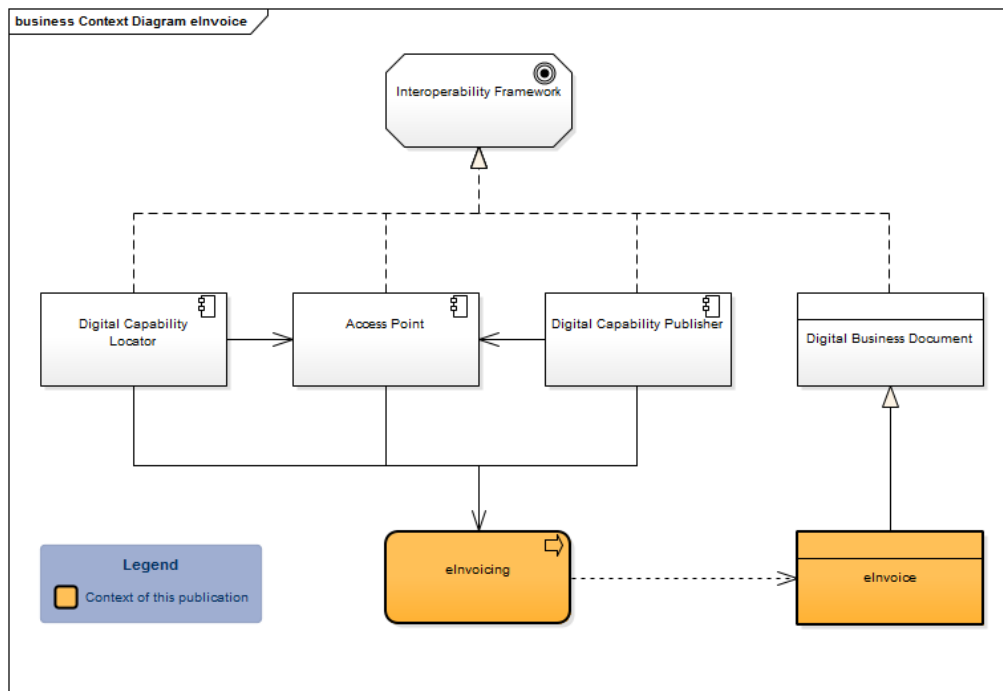 business Context Diagram eInvoice
Interoperability Framework
Digital Capability
Locator
Access Point
Digital Capability Publisher
Digital Business Document
eInvoicing
eInvoice
Legend
Context of this publication